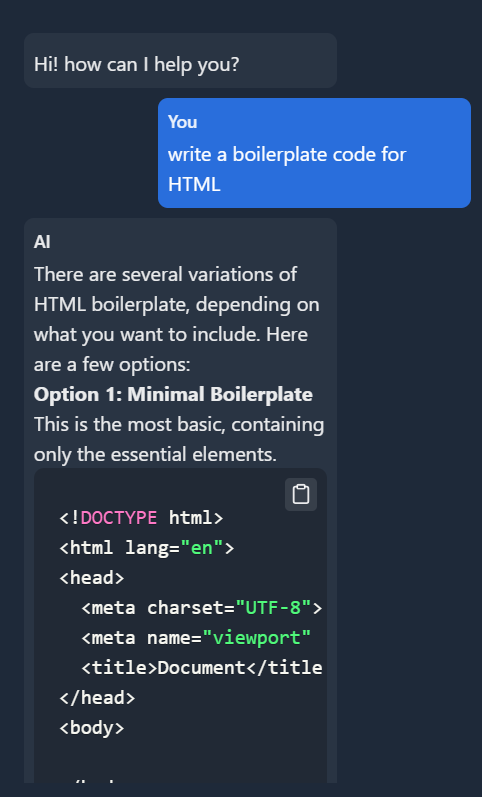 Hi! how can I help you?
You
write a boilerplate code for
HTML
AI
There are several variations of
HTML boilerplate, depending on
what you want to include. Here
are a few options:
Option 1: Minimal Boilerplate
This is the most basic, containing
only the essential elements.
<!DOCTYPE html>
<html lang="en">
<head>
  <meta charset="UTF-8">
  <meta name="viewport"
  <title>Document</title
</head>
<body>